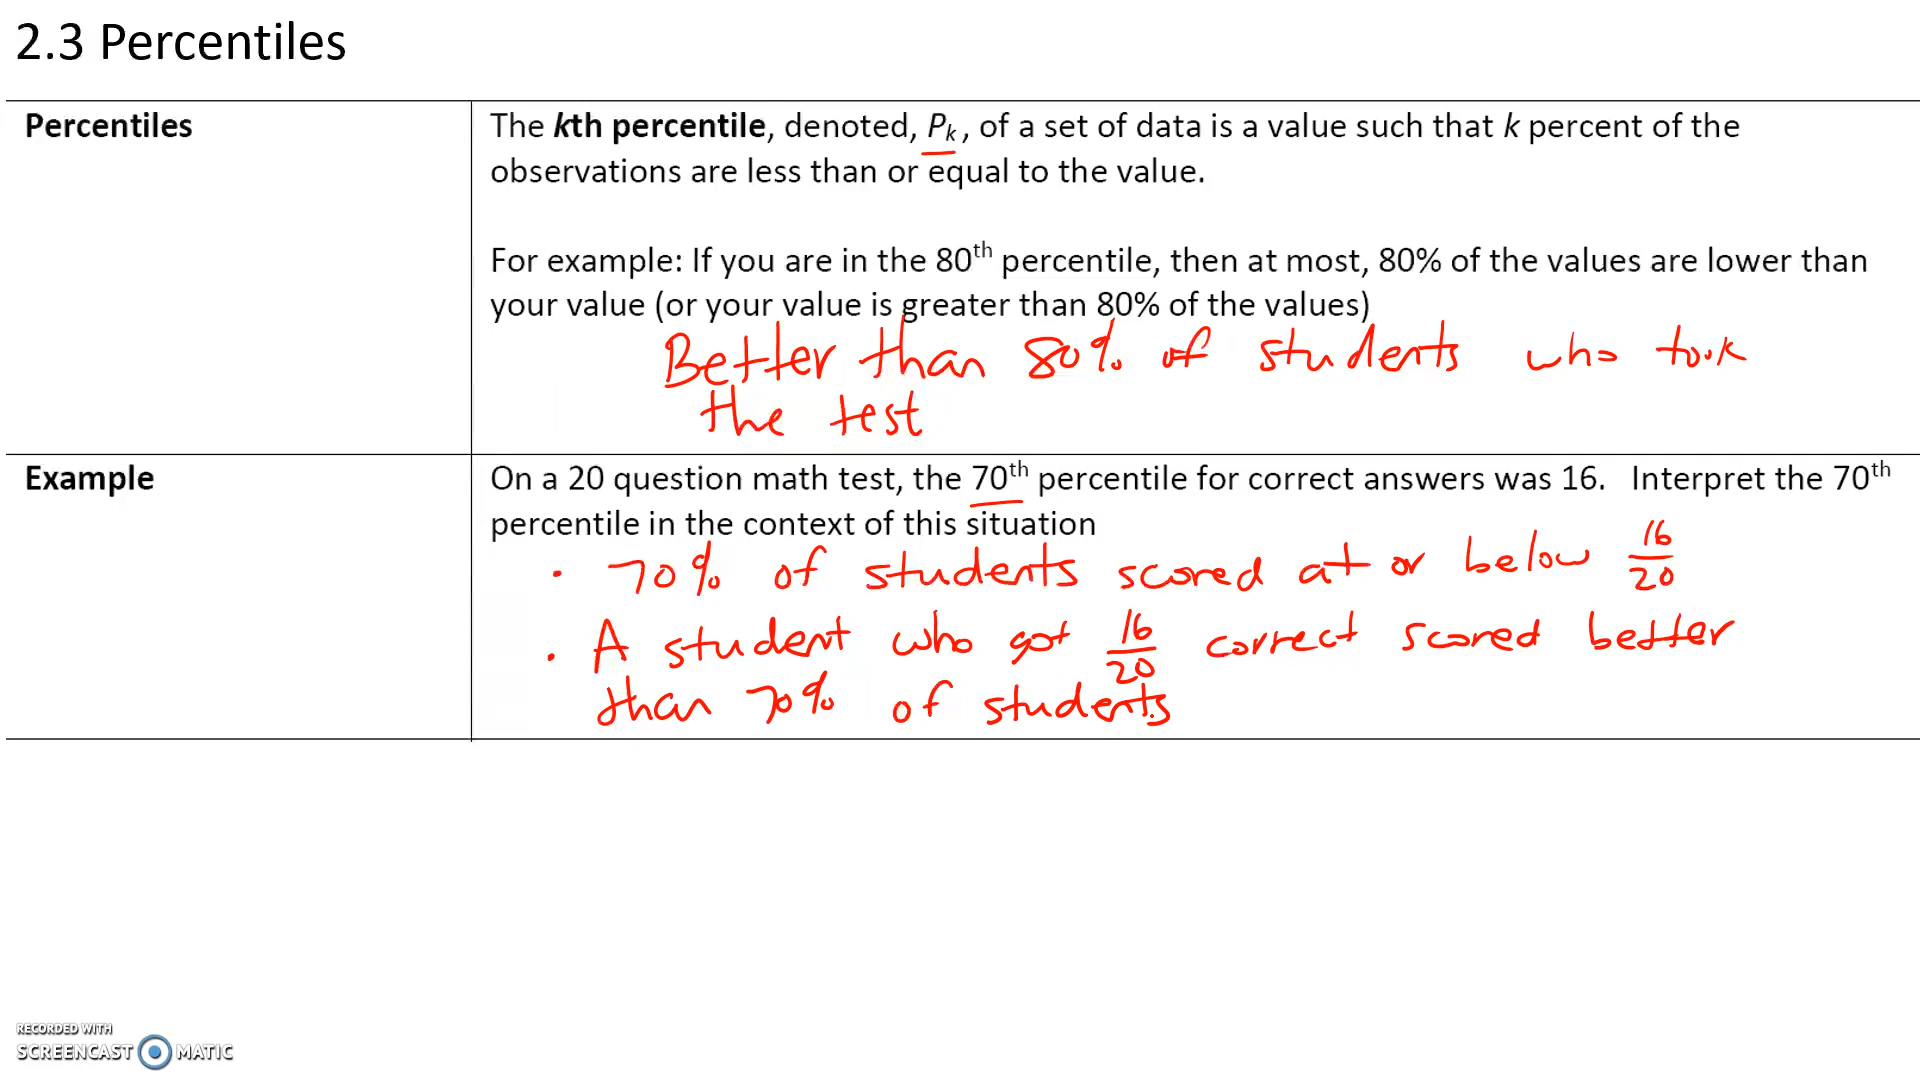 2.3 Percentiles
Percentiles
The kth percentile, denoted, Pₖ, of a set of data is a value such that k percent of the
observations are less than or equal to the value.
For example: If you are in the 80th percentile, then at most, 80% of the values are lower than
your value (or your value is greater than 80% of the values)
Better than 80% of students who took
the test
Example
On a 20 question math test, the 70th percentile for correct answers was 16. Interpret the 70th
percentile in the context of this situation
• 70% of students scored at or below 16/20
• A student who got 16/20 correct scored better
than 70% of students
RECORDED WITH
SCREENCAST MATIC